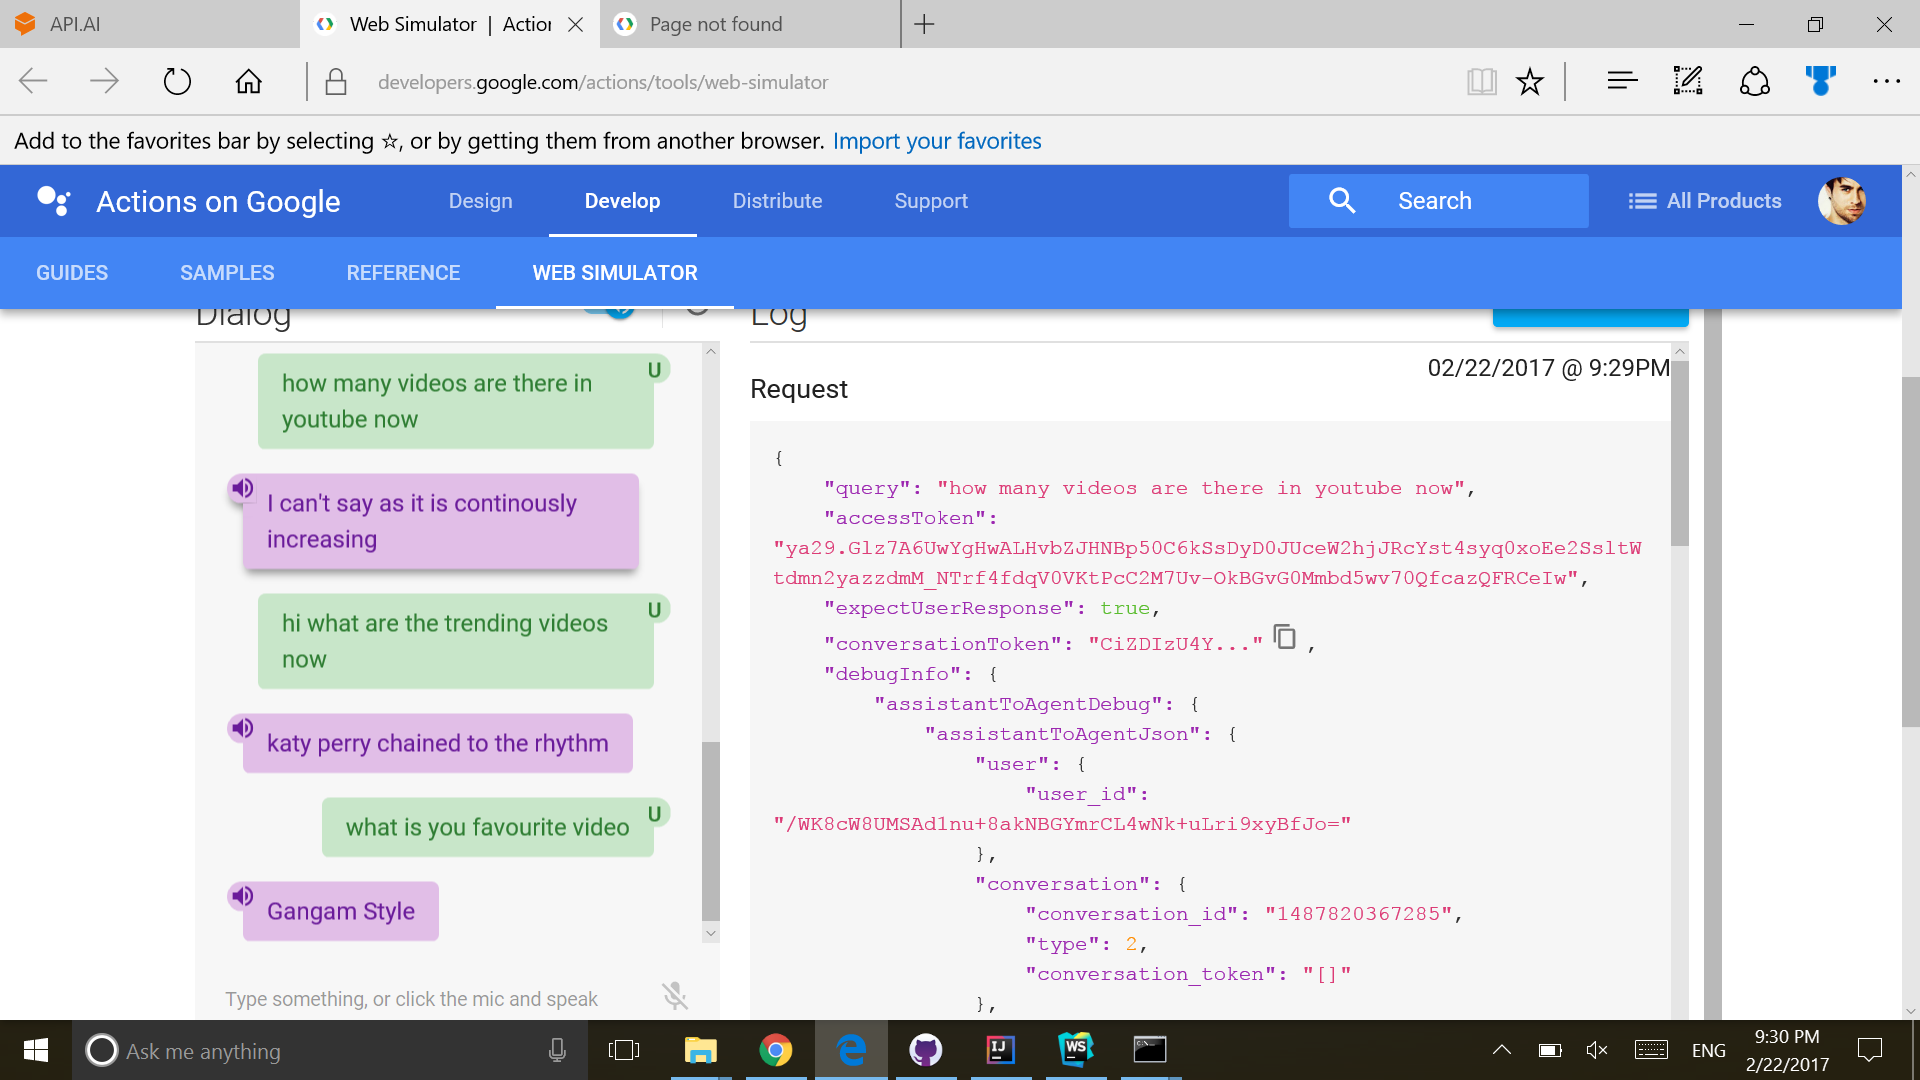 API.AI
Web Simulator | Action
Page not found
developers.google.com/actions/tools/web-simulator
Add to the favorites bar by selecting ☆, or by getting them from another browser. Import your favorites
Actions on Google
Design
Develop
Distribute
Support
Search
All Products
GUIDES
SAMPLES
REFERENCE
WEB SIMULATOR
Dialog
U
how many videos are there in
youtube now
I can't say as it is continously
increasing
U
hi what are the trending videos
now
katy perry chained to the rhythm
U
what is you favourite video
Gangam Style
Type something, or click the mic and speak
Log
02/22/2017 @ 9:29PM
Request
{
"query": "how many videos are there in youtube now",
"accessToken":
"ya29.Glz7A6UwYgHwALHvbZJHNBp50C6kSsDyD0JUceW2hjJRcYst4syq0xoEe2SsltW
tdmn2yazzdmM_NTrf4fdqV0VKtPcC2M7Uv-OkBGvG0Mmbd5wv70QfcazQFRCeIw",
"expectUserResponse": true,
"conversationToken": "CiZDIzU4Y..." ,
"debugInfo": {
"assistantToAgentDebug": {
"assistantToAgentJson": {
"user": {
"user_id":
"/WK8cW8UMSAd1nu+8akNBGYmrCL4wNk+uLri9xyBfJo="
},
"conversation": {
"conversation_id": "1487820367285",
"type": 2,
"conversation_token": "[]"
},
Ask me anything
IJ
WS
ENG
9:30 PM
2/22/2017